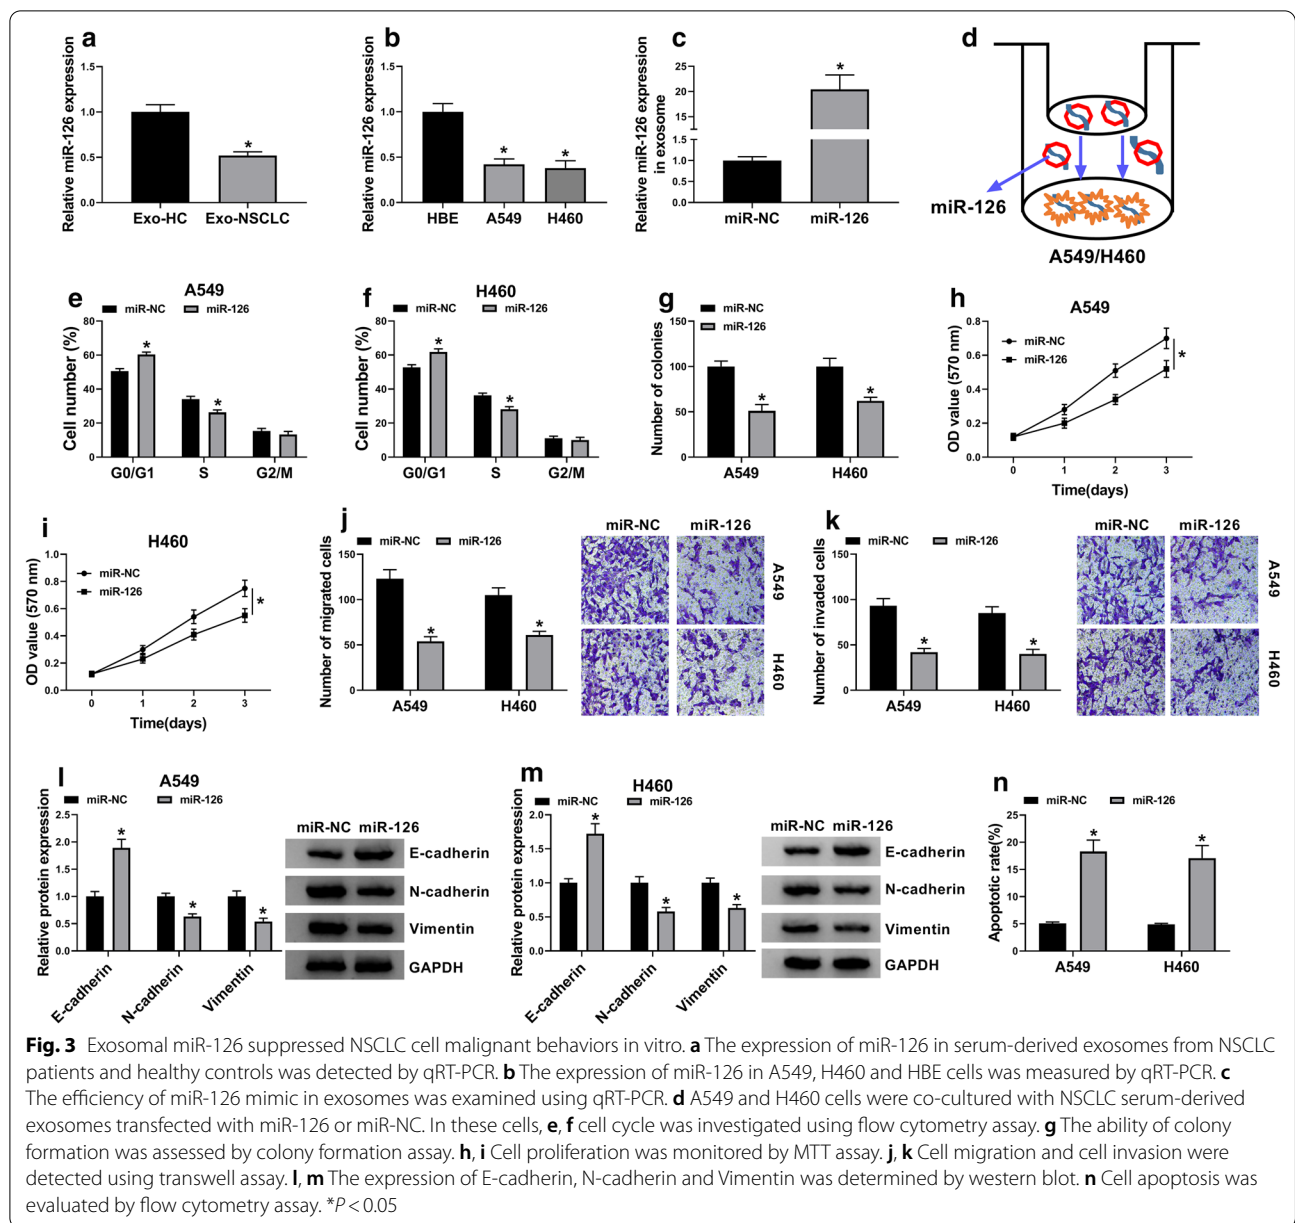 a
Relative miR-126 expression
1.5
1.0
0.5
0.0
*
Exo-HC Exo-NSCLC
b
Relative miR-126 expression
1.5
1.0
0.5
0.0
* *
HBE A549 H460
c
Relative miR-126 expression
in exosome
25
20
15
1.0
0.5
0.0
*
miR-NC miR-126
d
miR-126
A549/H460
e
A549
miR-NC miR-126
Cell number (%)
80
60
40
20
0
* *
G0/G1 S G2/M
f
H460
miR-NC miR-126
Cell number (%)
80
60
40
20
0
* *
G0/G1 S G2/M
g
miR-NC
miR-126
Number of colonies
150
100
50
0
* *
A549 H460
h
A549
miR-NC
miR-126
OD value (570 nm)
0.8
0.6
0.4
0.2
0.0
*
0 1 2 3
Time(days)
i
H460
miR-NC
miR-126
OD value (570 nm)
1.0
0.8
0.6
0.4
0.2
0.0
*
0 1 2 3
Time(days)
j
miR-NC miR-126
Number of migrated cells
150
100
50
0
* *
A549 H460
miR-NC miR-126
A549
H460
k
miR-NC miR-126
Number of invaded cells
150
100
50
0
* *
A549 H460
miR-NC miR-126
A549
H460
l
A549
miR-NC miR-126
Relative protein expression
2.5
2.0
1.5
1.0
0.5
0.0
* * *
E-cadherin N-cadherin Vimentin
miR-NC miR-126
E-cadherin
N-cadherin
Vimentin
GAPDH
m
H460
miR-NC miR-126
Relative protein expression
2.0
1.5
1.0
0.5
0.0
* * *
E-cadherin N-cadherin Vimentin
miR-NC miR-126
E-cadherin
N-cadherin
Vimentin
GAPDH
n
miR-NC miR-126
Apoptotic rate(%)
25
20
15
10
5
0
* *
A549 H460
Fig. 3 Exosomal miR-126 suppressed NSCLC cell malignant behaviors in vitro. a The expression of miR-126 in serum-derived exosomes from NSCLC
patients and healthy controls was detected by qRT-PCR. b The expression of miR-126 in A549, H460 and HBE cells was measured by qRT-PCR. c
The efficiency of miR-126 mimic in exosomes was examined using qRT-PCR. d A549 and H460 cells were co-cultured with NSCLC serum-derived
exosomes transfected with miR-126 or miR-NC. In these cells, e, f cell cycle was investigated using flow cytometry assay. g The ability of colony
formation was assessed by colony formation assay. h, i Cell proliferation was monitored by MTT assay. j, k Cell migration and cell invasion were
detected using transwell assay. l, m The expression of E-cadherin, N-cadherin and Vimentin was determined by western blot. n Cell apoptosis was
evaluated by flow cytometry assay. *P < 0.05